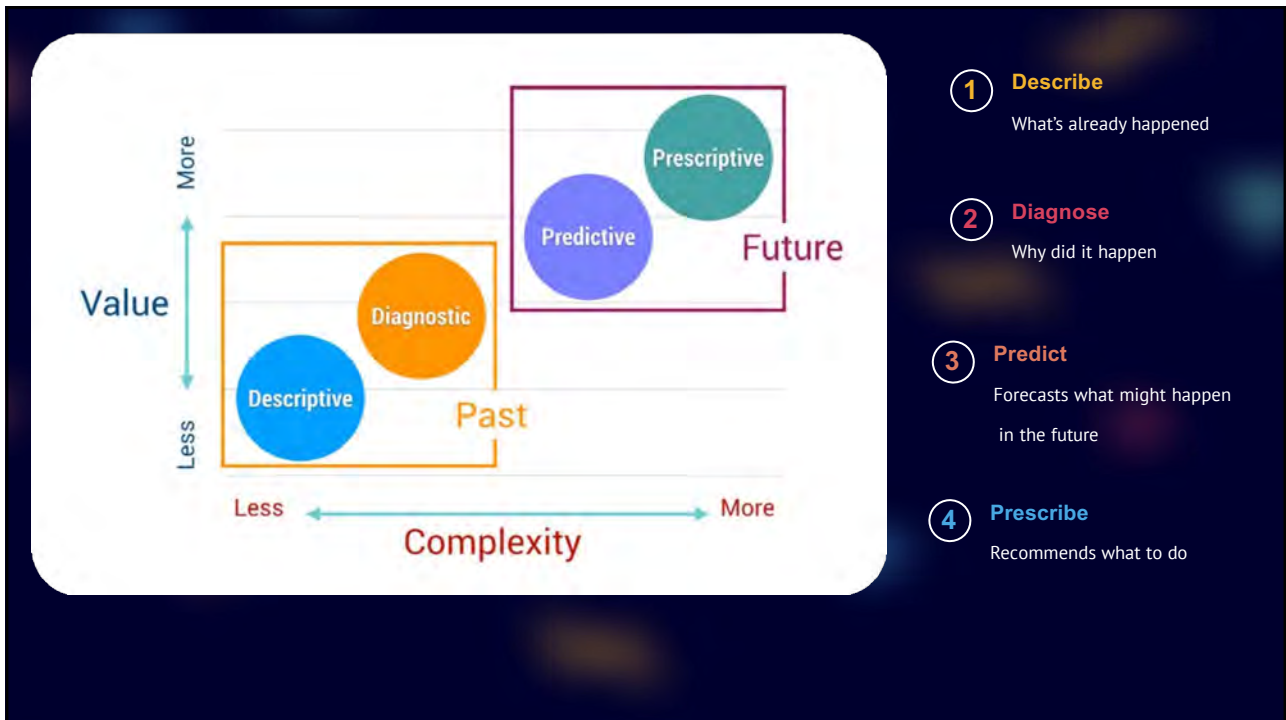 More
Value
Less
Descriptive
Diagnostic
Past
Predictive
Prescriptive
Future
Less
More
Complexity
1
Describe
What's already happened
2
Diagnose
Why did it happen
3
Predict
Forecasts what might happen
in the future
4
Prescribe
Recommends what to do